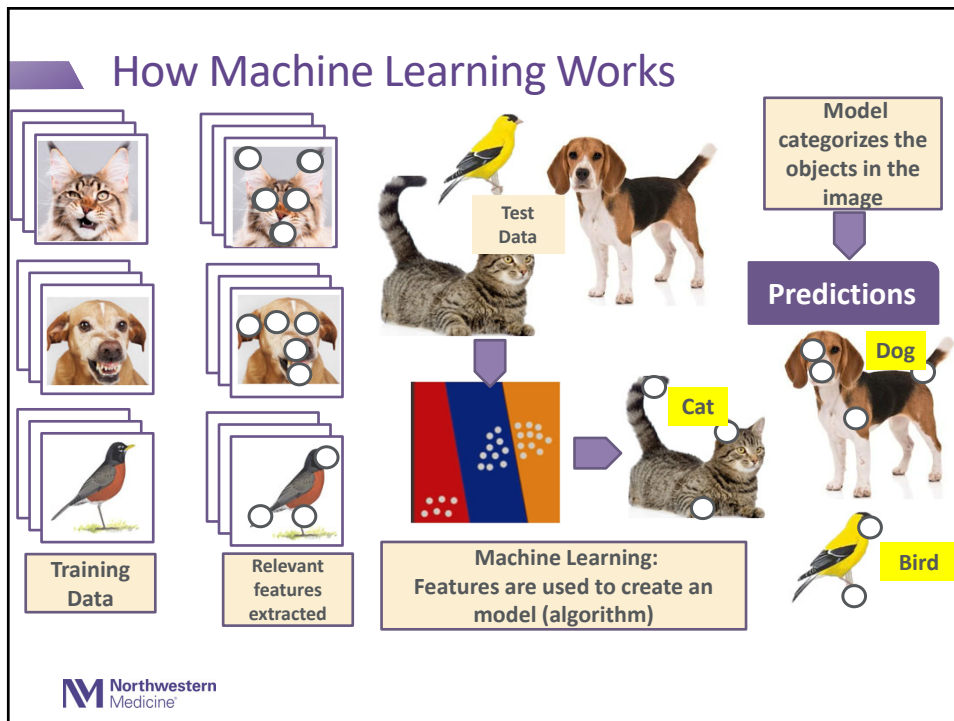 How Machine Learning Works
Training
Data
Relevant
features
extracted
Test
Data
Machine Learning:
Features are used to create an
model (algorithm)
Model
categorizes the
objects in the
image
Predictions
Cat
Dog
Bird
NM Northwestern
Medicine®